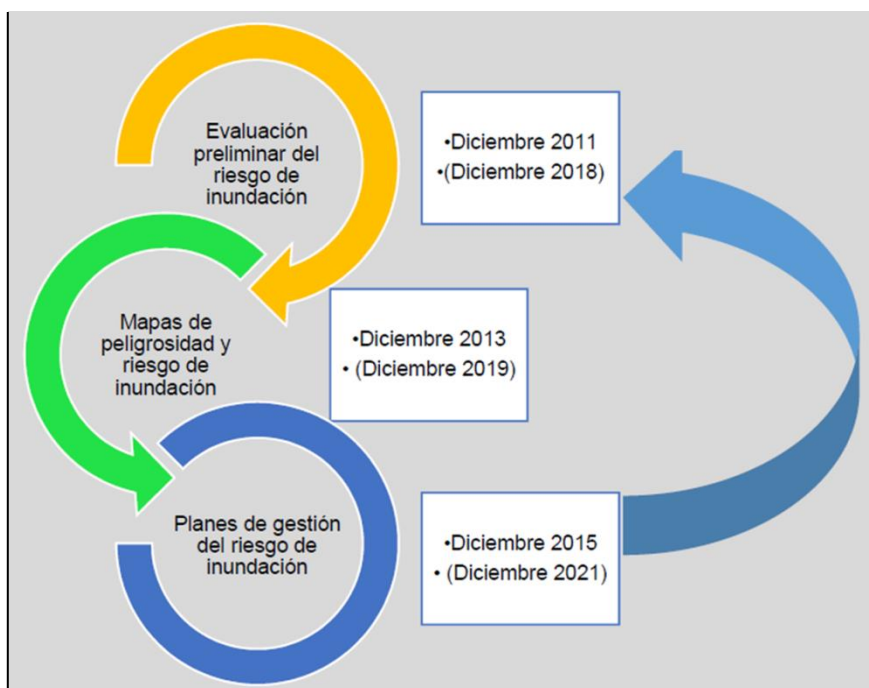 Evaluación
preliminar del
riesgo de
inundación
•Diciembre 2011
•(Diciembre 2018)
Mapas de
peligrosidad y
riesgo de
inundación
•Diciembre 2013
• (Diciembre 2019)
Planes de gestión
del riesgo de
inundación
•Diciembre 2015
• (Diciembre 2021)